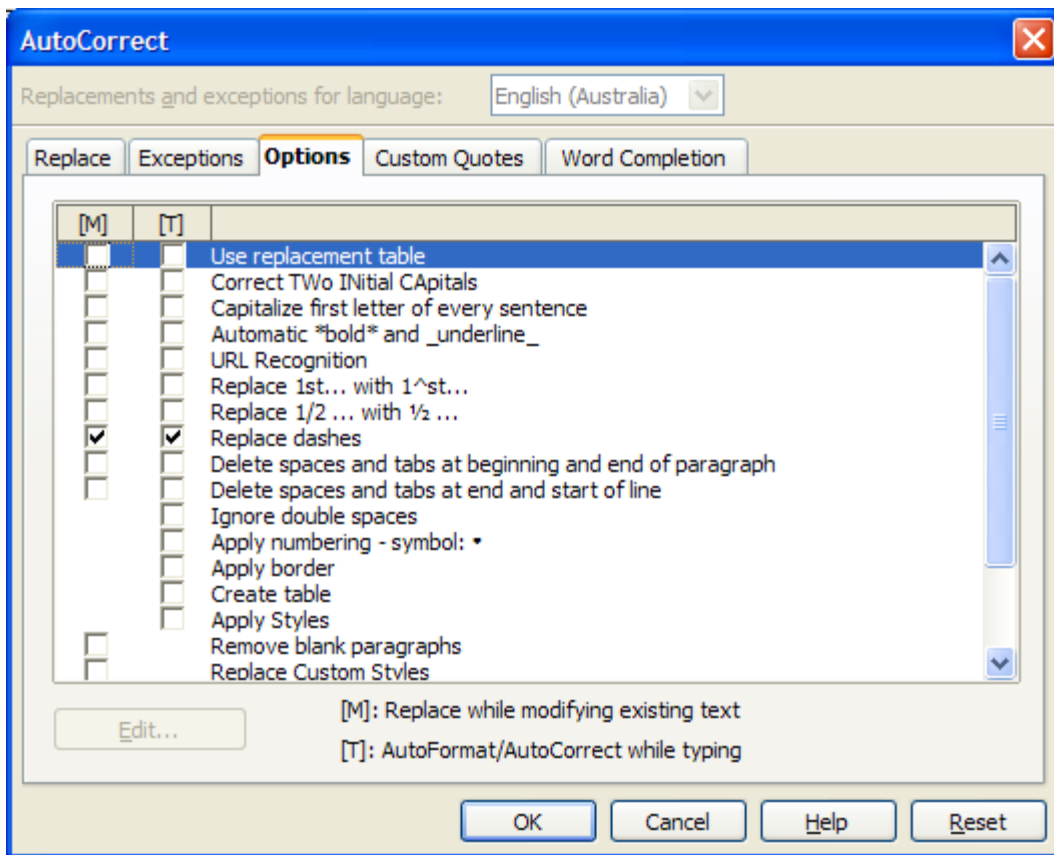 AutoCorrect
Replacements and exceptions for language: English (Australia)
Replace Exceptions Options Custom Quotes Word Completion
[M] [T]
Use replacement table
Correct TWo INitial CApitals
Capitalize first letter of every sentence
Automatic *bold* and _underline_
URL Recognition
Replace 1st... with 1^st...
Replace 1/2 ... with ½ ...
Replace dashes
Delete spaces and tabs at beginning and end of paragraph
Delete spaces and tabs at end and start of line
Ignore double spaces
Apply numbering - symbol: •
Apply border
Create table
Apply Styles
Remove blank paragraphs
Replace Custom Styles
Edit... [M]: Replace while modifying existing text
[T]: AutoFormat/AutoCorrect while typing
OK Cancel Help Reset